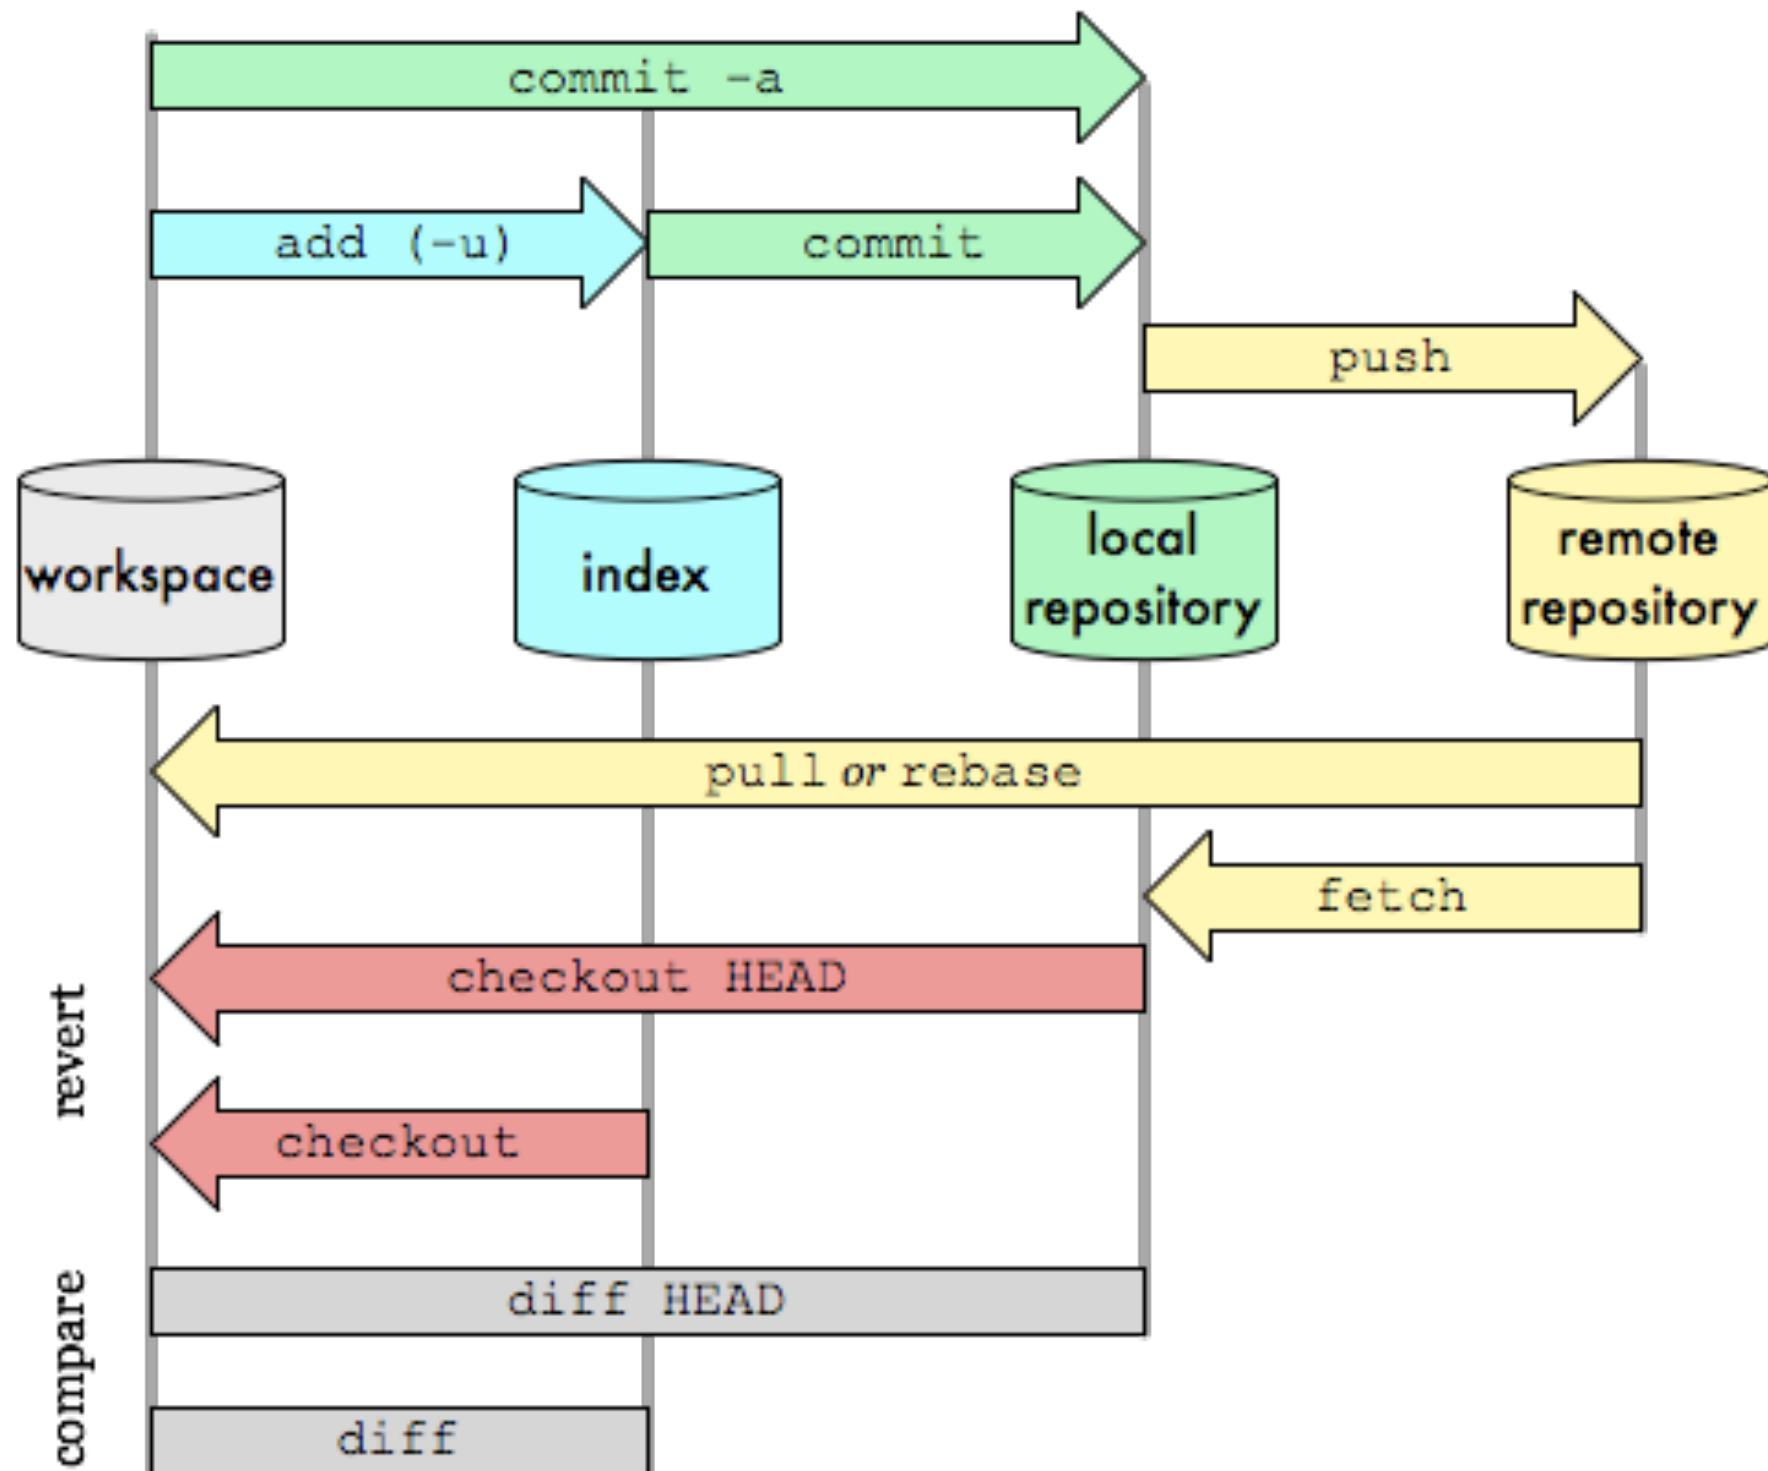 commit -a
add (-u)
commit
push
workspace
index
local
repository
remote
repository
pull or rebase
fetch
revert
checkout HEAD
checkout
compare
diff HEAD
diff